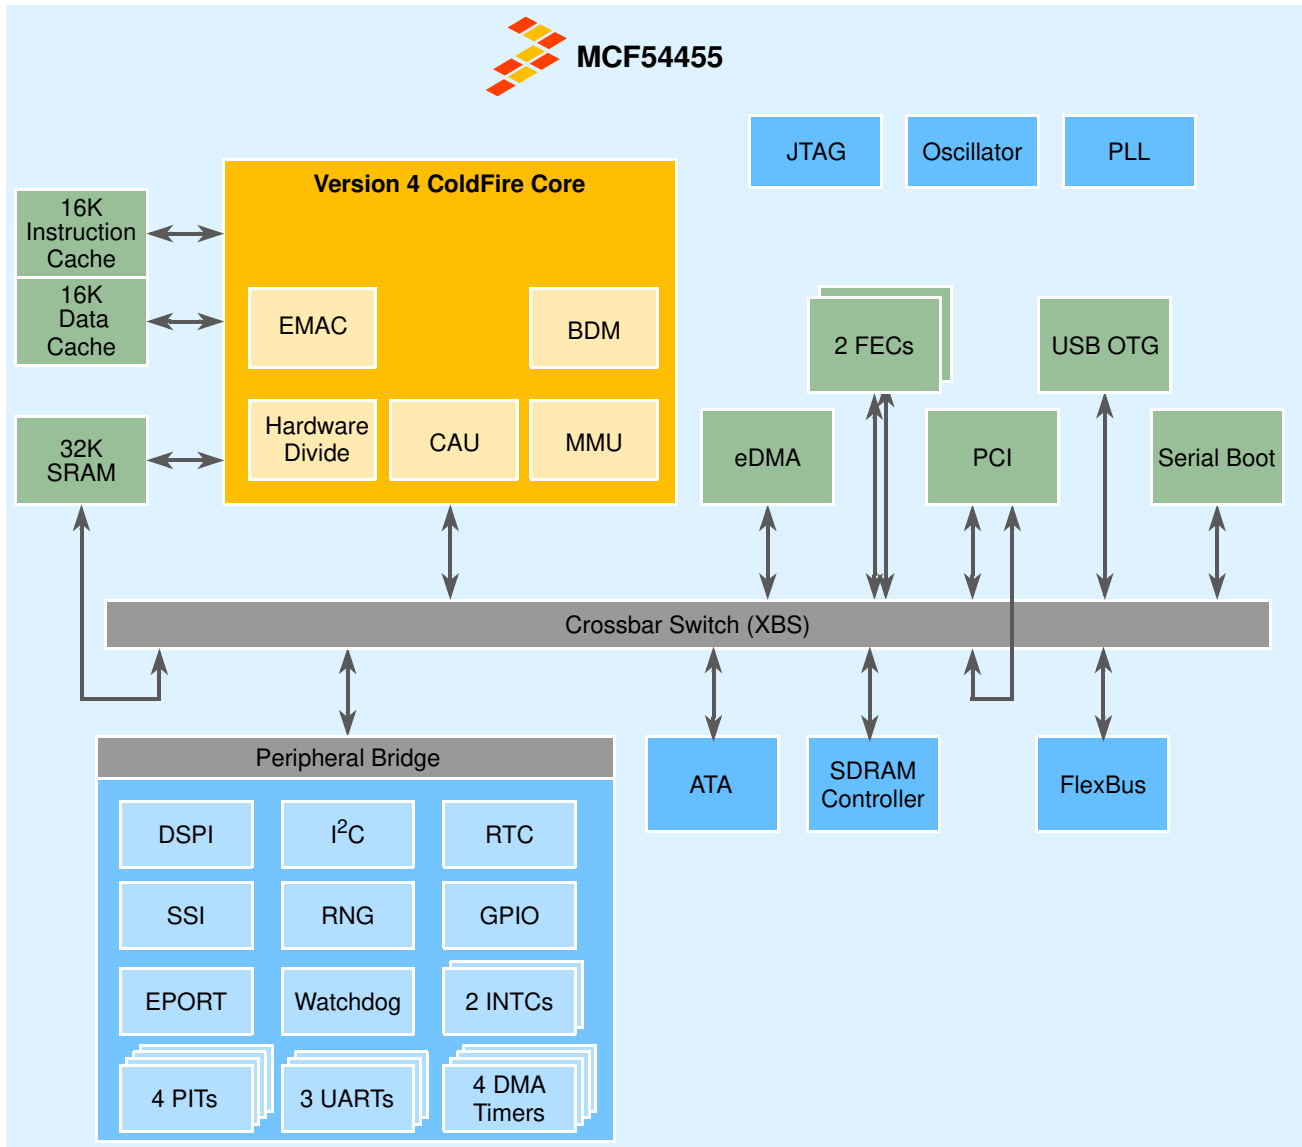 MCF54455
JTAG
Oscillator
PLL
Version 4 ColdFire Core
16K
Instruction
Cache
16K
Data
Cache
32K
SRAM
EMAC
BDM
Hardware
Divide
CAU
MMU
2 FECs
USB OTG
eDMA
PCI
Serial Boot
Crossbar Switch (XBS)
Peripheral Bridge
ATA
SDRAM
Controller
FlexBus
DSPI
I²C
RTC
SSI
RNG
GPIO
EPORT
Watchdog
2 INTCs
4 PITs
3 UARTs
4 DMA
Timers